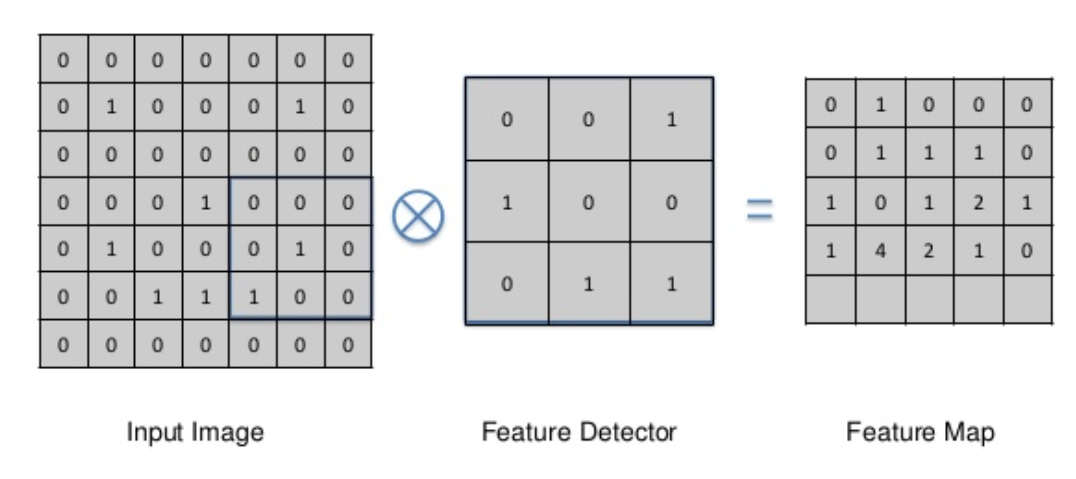 0 0 0 0 0 0 0
0 1 0 0 0 1 0
0 0 0 0 0 0 0
0 0 0 1 0 0 0
0 1 0 0 0 1 0
0 0 1 1 1 0 0
0 0 0 0 0 0 0
0 0 1
1 0 0
0 1 1
=
0 1 0 0 0
0 1 1 1 0
1 0 1 2 1
1 4 2 1 0
Input Image
Feature Detector
Feature Map